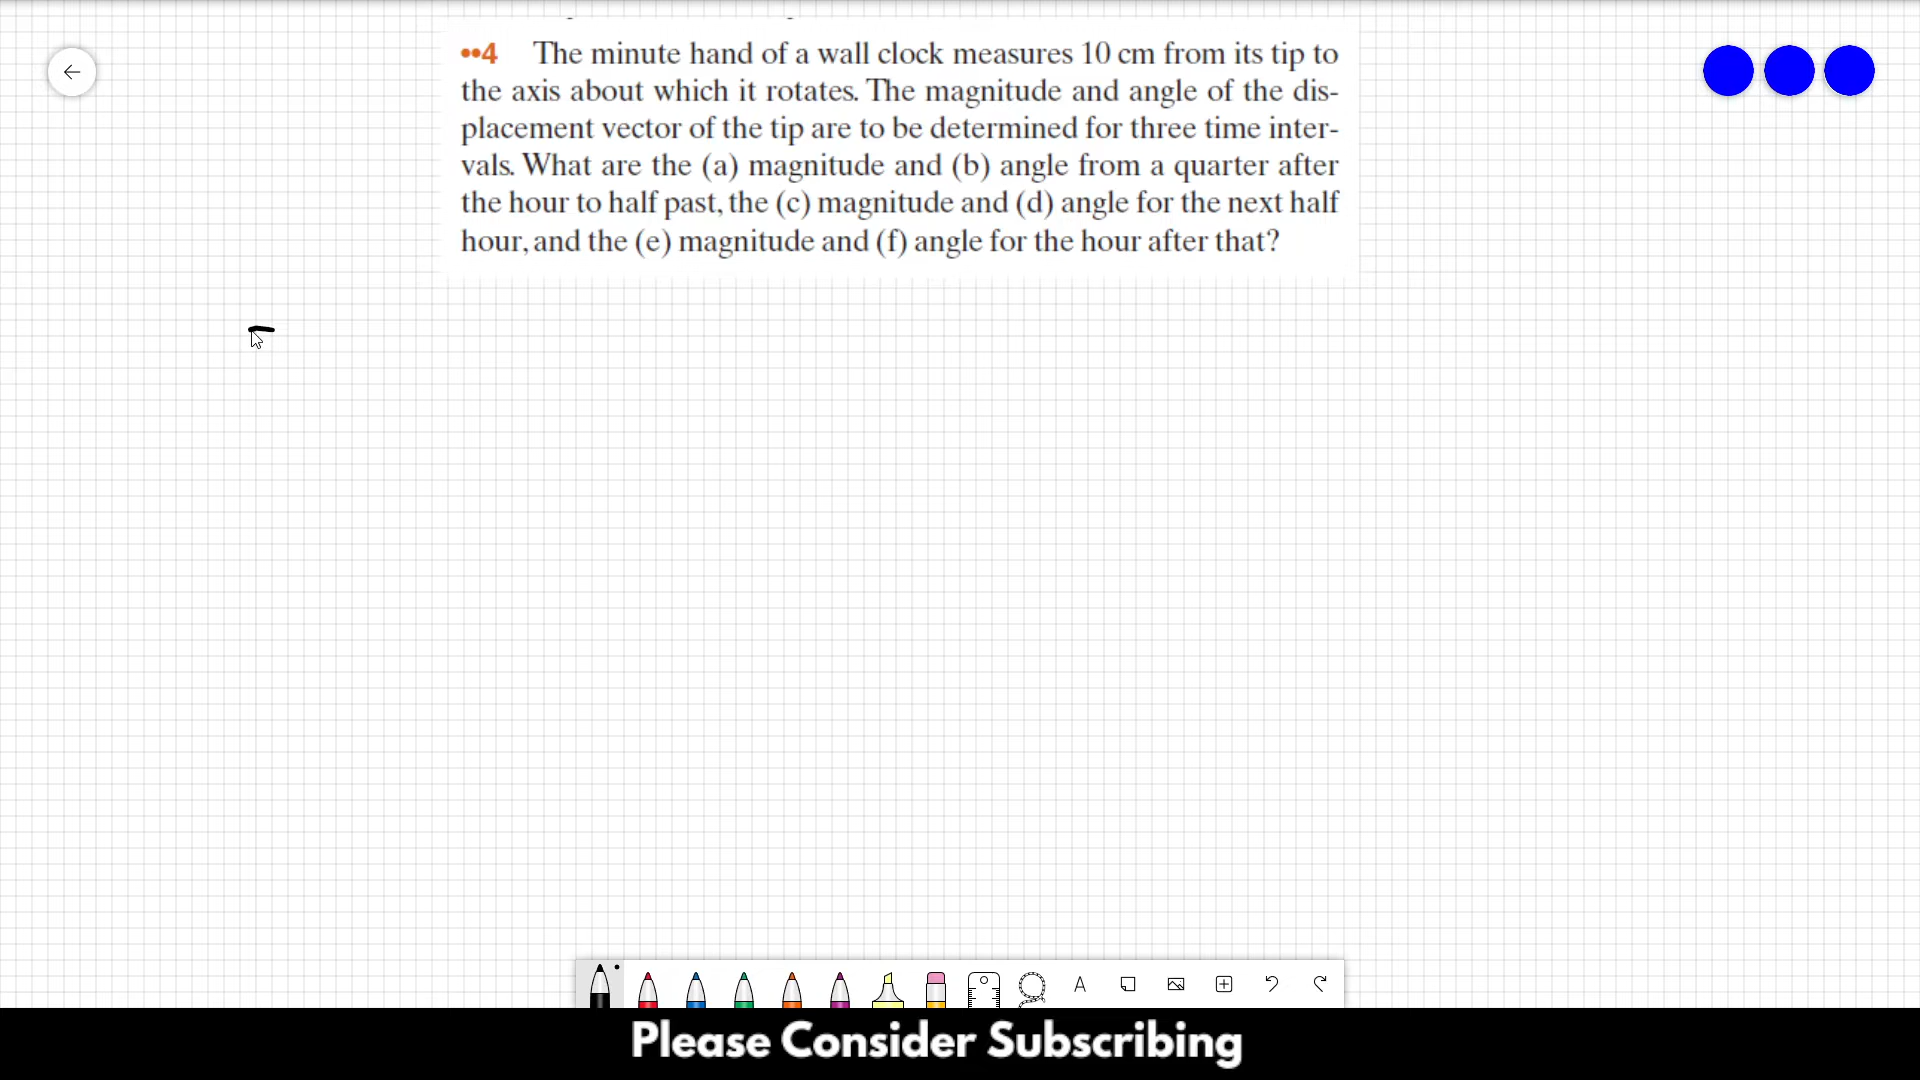 ••4 The minute hand of a wall clock measures 10 cm from its tip to
the axis about which it rotates. The magnitude and angle of the dis-
placement vector of the tip are to be determined for three time inter-
vals. What are the (a) magnitude and (b) angle from a quarter after
the hour to half past, the (c) magnitude and (d) angle for the next half
hour, and the (e) magnitude and (f) angle for the hour after that?
Please Consider Subscribing